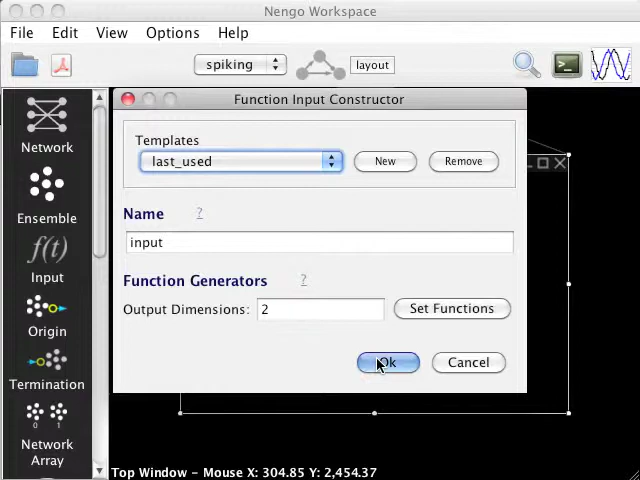 Nengo Workspace
File Edit View Options Help
spiking layout
Function Input Constructor
Templates
last_used New Remove
Name ?
input
Function Generators ?
Output Dimensions: 2 Set Functions
Ok Cancel
Network
Ensemble
f(t)
Input
Origin
Termination
0 1
Network
Array
Top Window - Mouse X: 304.85 Y: 2,454.37